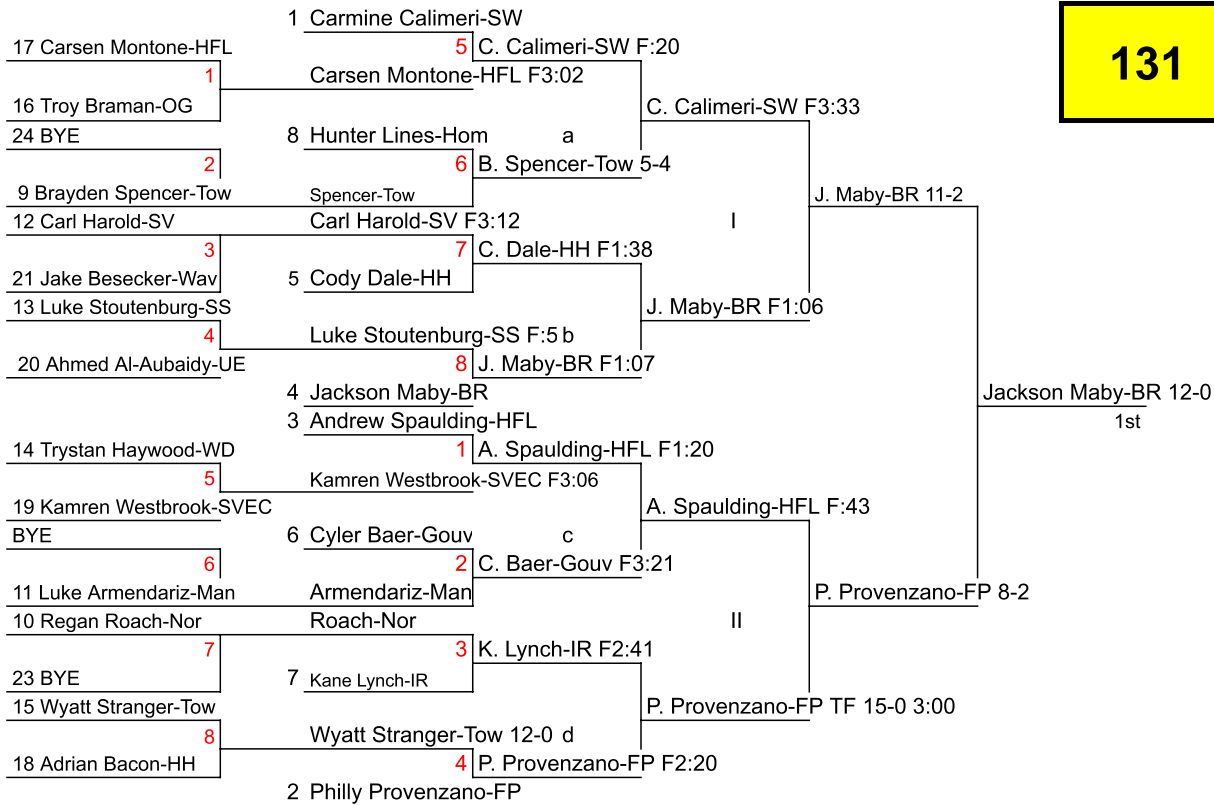 1 Carmine Calimeri-SW
131
17 Carsen Montone-HFL
5 C. Calimeri-SW F:20
1
Carsen Montone-HFL F3:02
16 Troy Braman-OG
C. Calimeri-SW F3:33
24 BYE
8 Hunter Lines-Hom
a
2
6 B. Spencer-Tow 5-4
9 Brayden Spencer-Tow
Spencer-Tow
J. Maby-BR 11-2
12 Carl Harold-SV
Carl Harold-SV F3:12
I
3
7 C. Dale-HH F1:38
21 Jake Besecker-Wav
5 Cody Dale-HH
13 Luke Stoutenburg-SS
J. Maby-BR F1:06
4
Luke Stoutenburg-SS F:5 b
20 Ahmed Al-Aubaidy-UE
8 J. Maby-BR F1:07
4 Jackson Maby-BR
Jackson Maby-BR 12-0
3 Andrew Spaulding-HFL
1st
14 Trystan Haywood-WD
1 A. Spaulding-HFL F1:20
5
Kamren Westbrook-SVEC F3:06
19 Kamren Westbrook-SVEC
A. Spaulding-HFL F:43
BYE
6 Cyler Baer-Gouv
c
6
2 C. Baer-Gouv F3:21
11 Luke Armendariz-Man
Armendariz-Man
P. Provenzano-FP 8-2
10 Regan Roach-Nor
Roach-Nor
II
7
3 K. Lynch-IR F2:41
23 BYE
7 Kane Lynch-IR
15 Wyatt Stranger-Tow
P. Provenzano-FP TF 15-0 3:00
8
Wyatt Stranger-Tow 12-0 d
18 Adrian Bacon-HH
4 P. Provenzano-FP F2:20
2 Philly Provenzano-FP